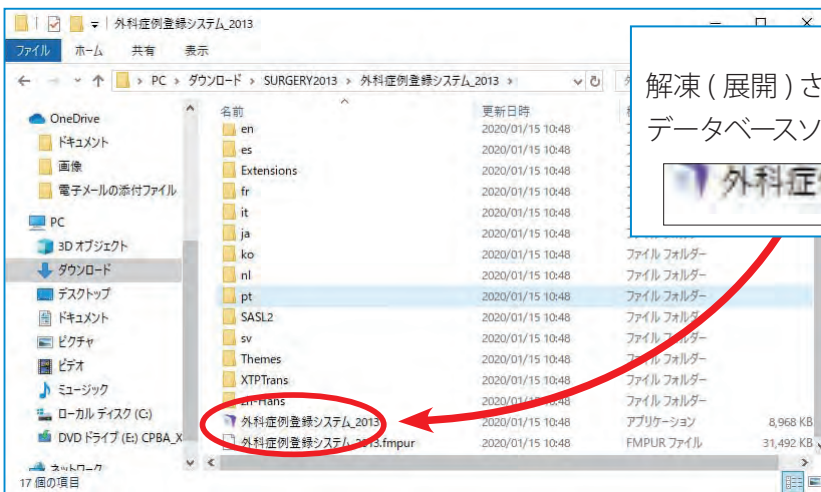 外科症例登録システム_2013
ファイル ホーム 共有 表示
PC > ダウンロード > SURGERY2013 > 外科症例登録システム_2013 >
解凍 ( 展開 ) さ
データベースソ
外科症
OneDrive
ドキュメント
画像
電子メールの添付ファイル
PC
3D オブジェクト
ダウンロード
デスクトップ
ドキュメント
ピクチャ
ビデオ
ミュージック
ローカル ディスク (C:)
DVD ドライブ (E:) CPBA_X
ネットワーク
名前 更新日時
en 2020/01/15 10:48
es 2020/01/15 10:48
Extensions 2020/01/15 10:48
fr 2020/01/15 10:48
it 2020/01/15 10:48
ja 2020/01/15 10:48
ko 2020/01/15 10:48 ファイル フォルダー
nl 2020/01/15 10:48 ファイル フォルダー
pt 2020/01/15 10:48 ファイル フォルダー
SASL2 2020/01/15 10:48 ファイル フォルダー
sv 2020/01/15 10:48 ファイル フォルダー
Themes 2020/01/15 10:48 ファイル フォルダー
XTPTrans 2020/01/15 10:48 ファイル フォルダー
zh-Hans 2020/01/15 10:48 ファイル フォルダー
外科症例登録システム_2013 2020/01/15 10:48 アプリケーション 8,968 KB
外科症例登録システム_2013.fmpur 2020/01/15 10:48 FMPUR ファイル 31,492 KB
17 個の項目